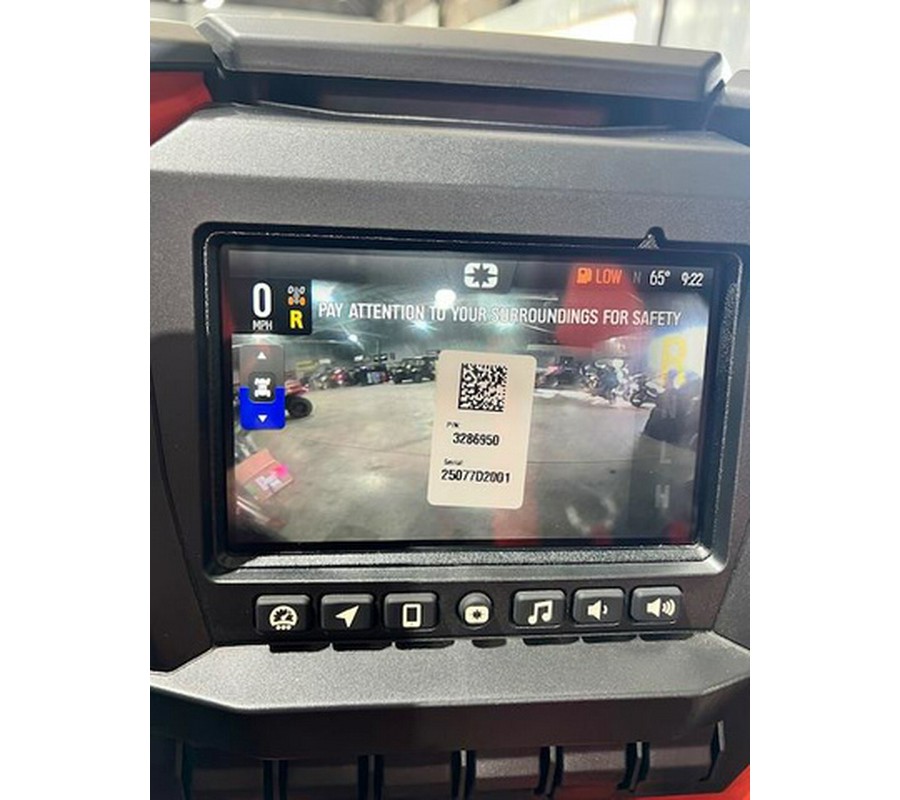 0
MPH
R
LOW N 65° 9:22
PAY ATTENTION TO YOUR SURROUNDINGS FOR SAFETY
R
L
H
P/N:
3286950
Serial
25077D2001